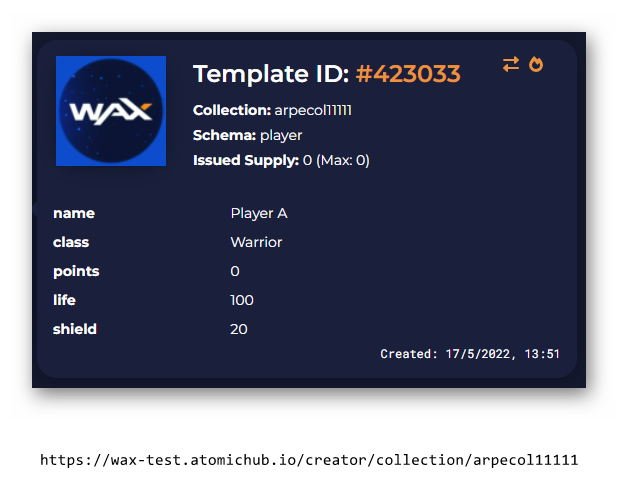 WAX
Template ID: #423033
Collection: arpecol11111
Schema: player
Issued Supply: 0 (Max: 0)
name Player A
class Warrior
points 0
life 100
shield 20
Created: 17/5/2022, 13:51
https://wax-test.atomichub.io/creator/collection/arpecol11111